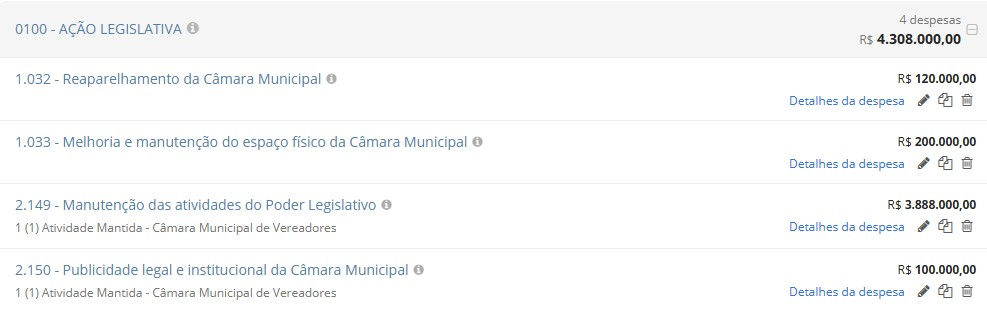 0100 - AÇÃO LEGISLATIVA
4 despesas
R$ 4.308.000,00
1.032 - Reaparelhamento da Câmara Municipal
R$ 120.000,00
Detalhes da despesa
1.033 - Melhoria e manutenção do espaço físico da Câmara Municipal
R$ 200.000,00
Detalhes da despesa
2.149 - Manutenção das atividades do Poder Legislativo
R$ 3.888.000,00
1 (1) Atividade Mantida - Câmara Municipal de Vereadores
Detalhes da despesa
2.150 - Publicidade legal e institucional da Câmara Municipal
R$ 100.000,00
1 (1) Atividade Mantida - Câmara Municipal de Vereadores
Detalhes da despesa